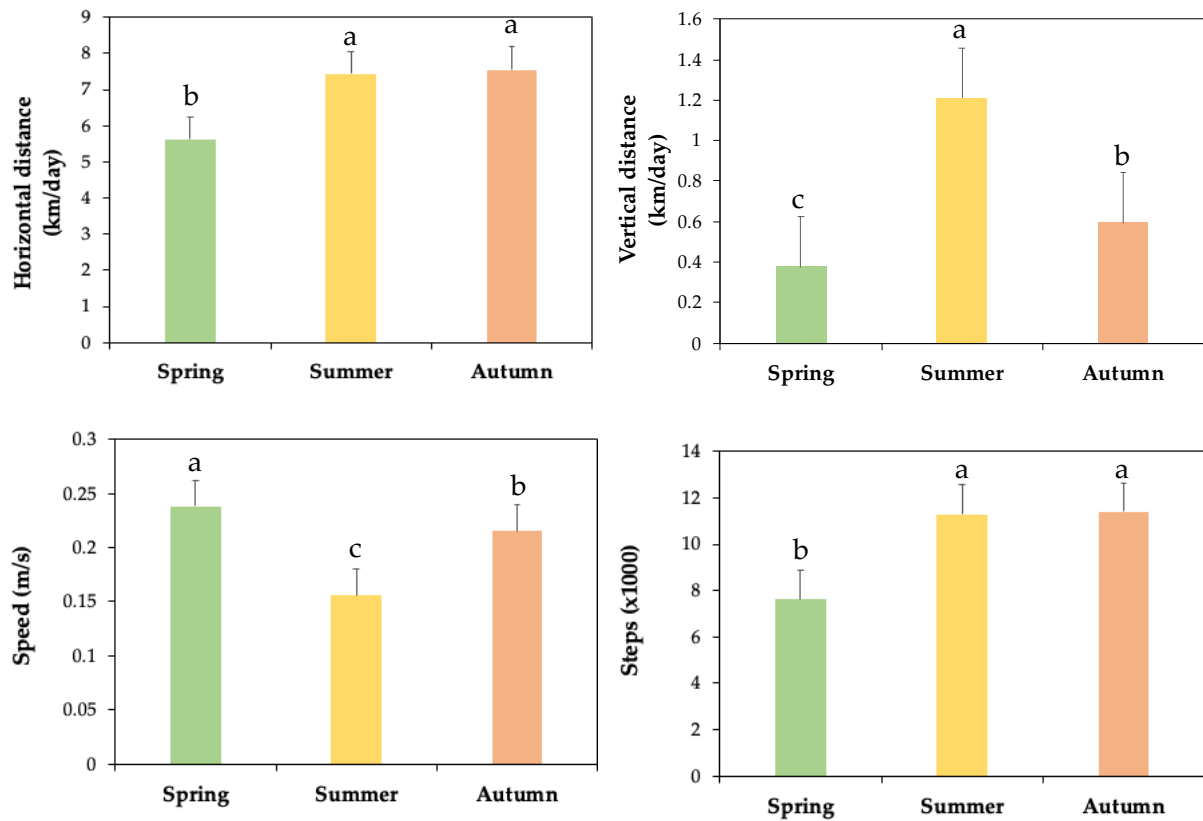 Horizontal distance
(km/day)
9
8
7
6
5
4
3
2
1
0
b
a
a
Spring
Summer
Autumn
Vertical distance
(km/day)
1.6
1.4
1.2
1
0.8
0.6
0.4
0.2
0
c
a
b
Spring
Summer
Autumn
Speed (m/s)
0.3
0.25
0.2
0.15
0.1
0.05
0
a
c
b
Spring
Summer
Autumn
Steps (x1000)
14
12
10
8
6
4
2
0
b
a
a
Spring
Summer
Autumn